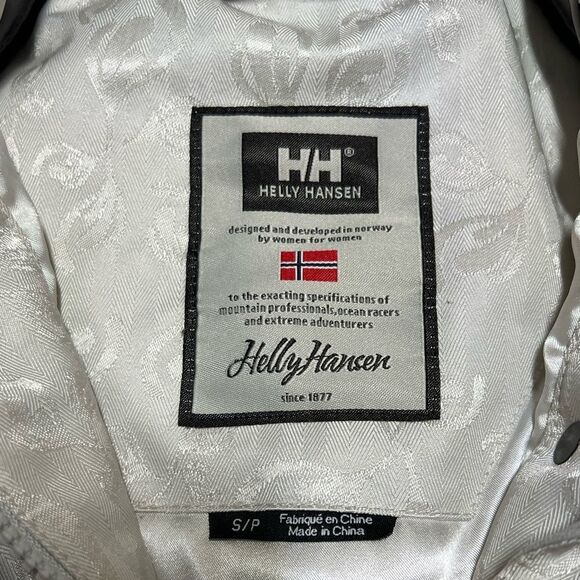 H/H®
HELLY HANSEN
designed and developed in norway
by women for women
to the exacting specifications of
mountain professionals, ocean racers
and extreme adventurers
Helly Hansen
since 1877
S/P
Fabriqué en Chine
Made in China